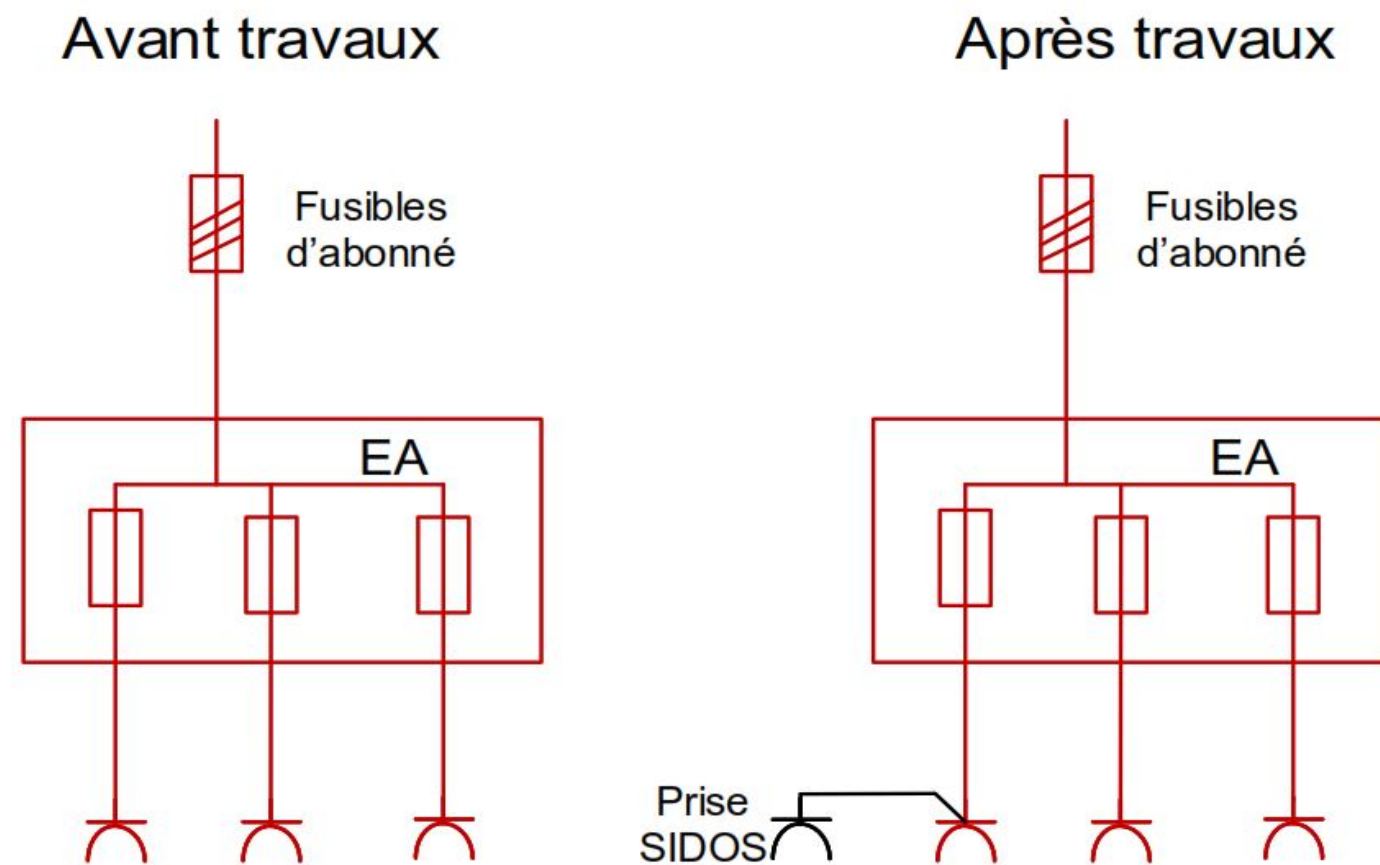 Avant travaux
Après travaux
Fusibles
d’abonné
Fusibles
d’abonné
EA
EA
Prise
SIDOS